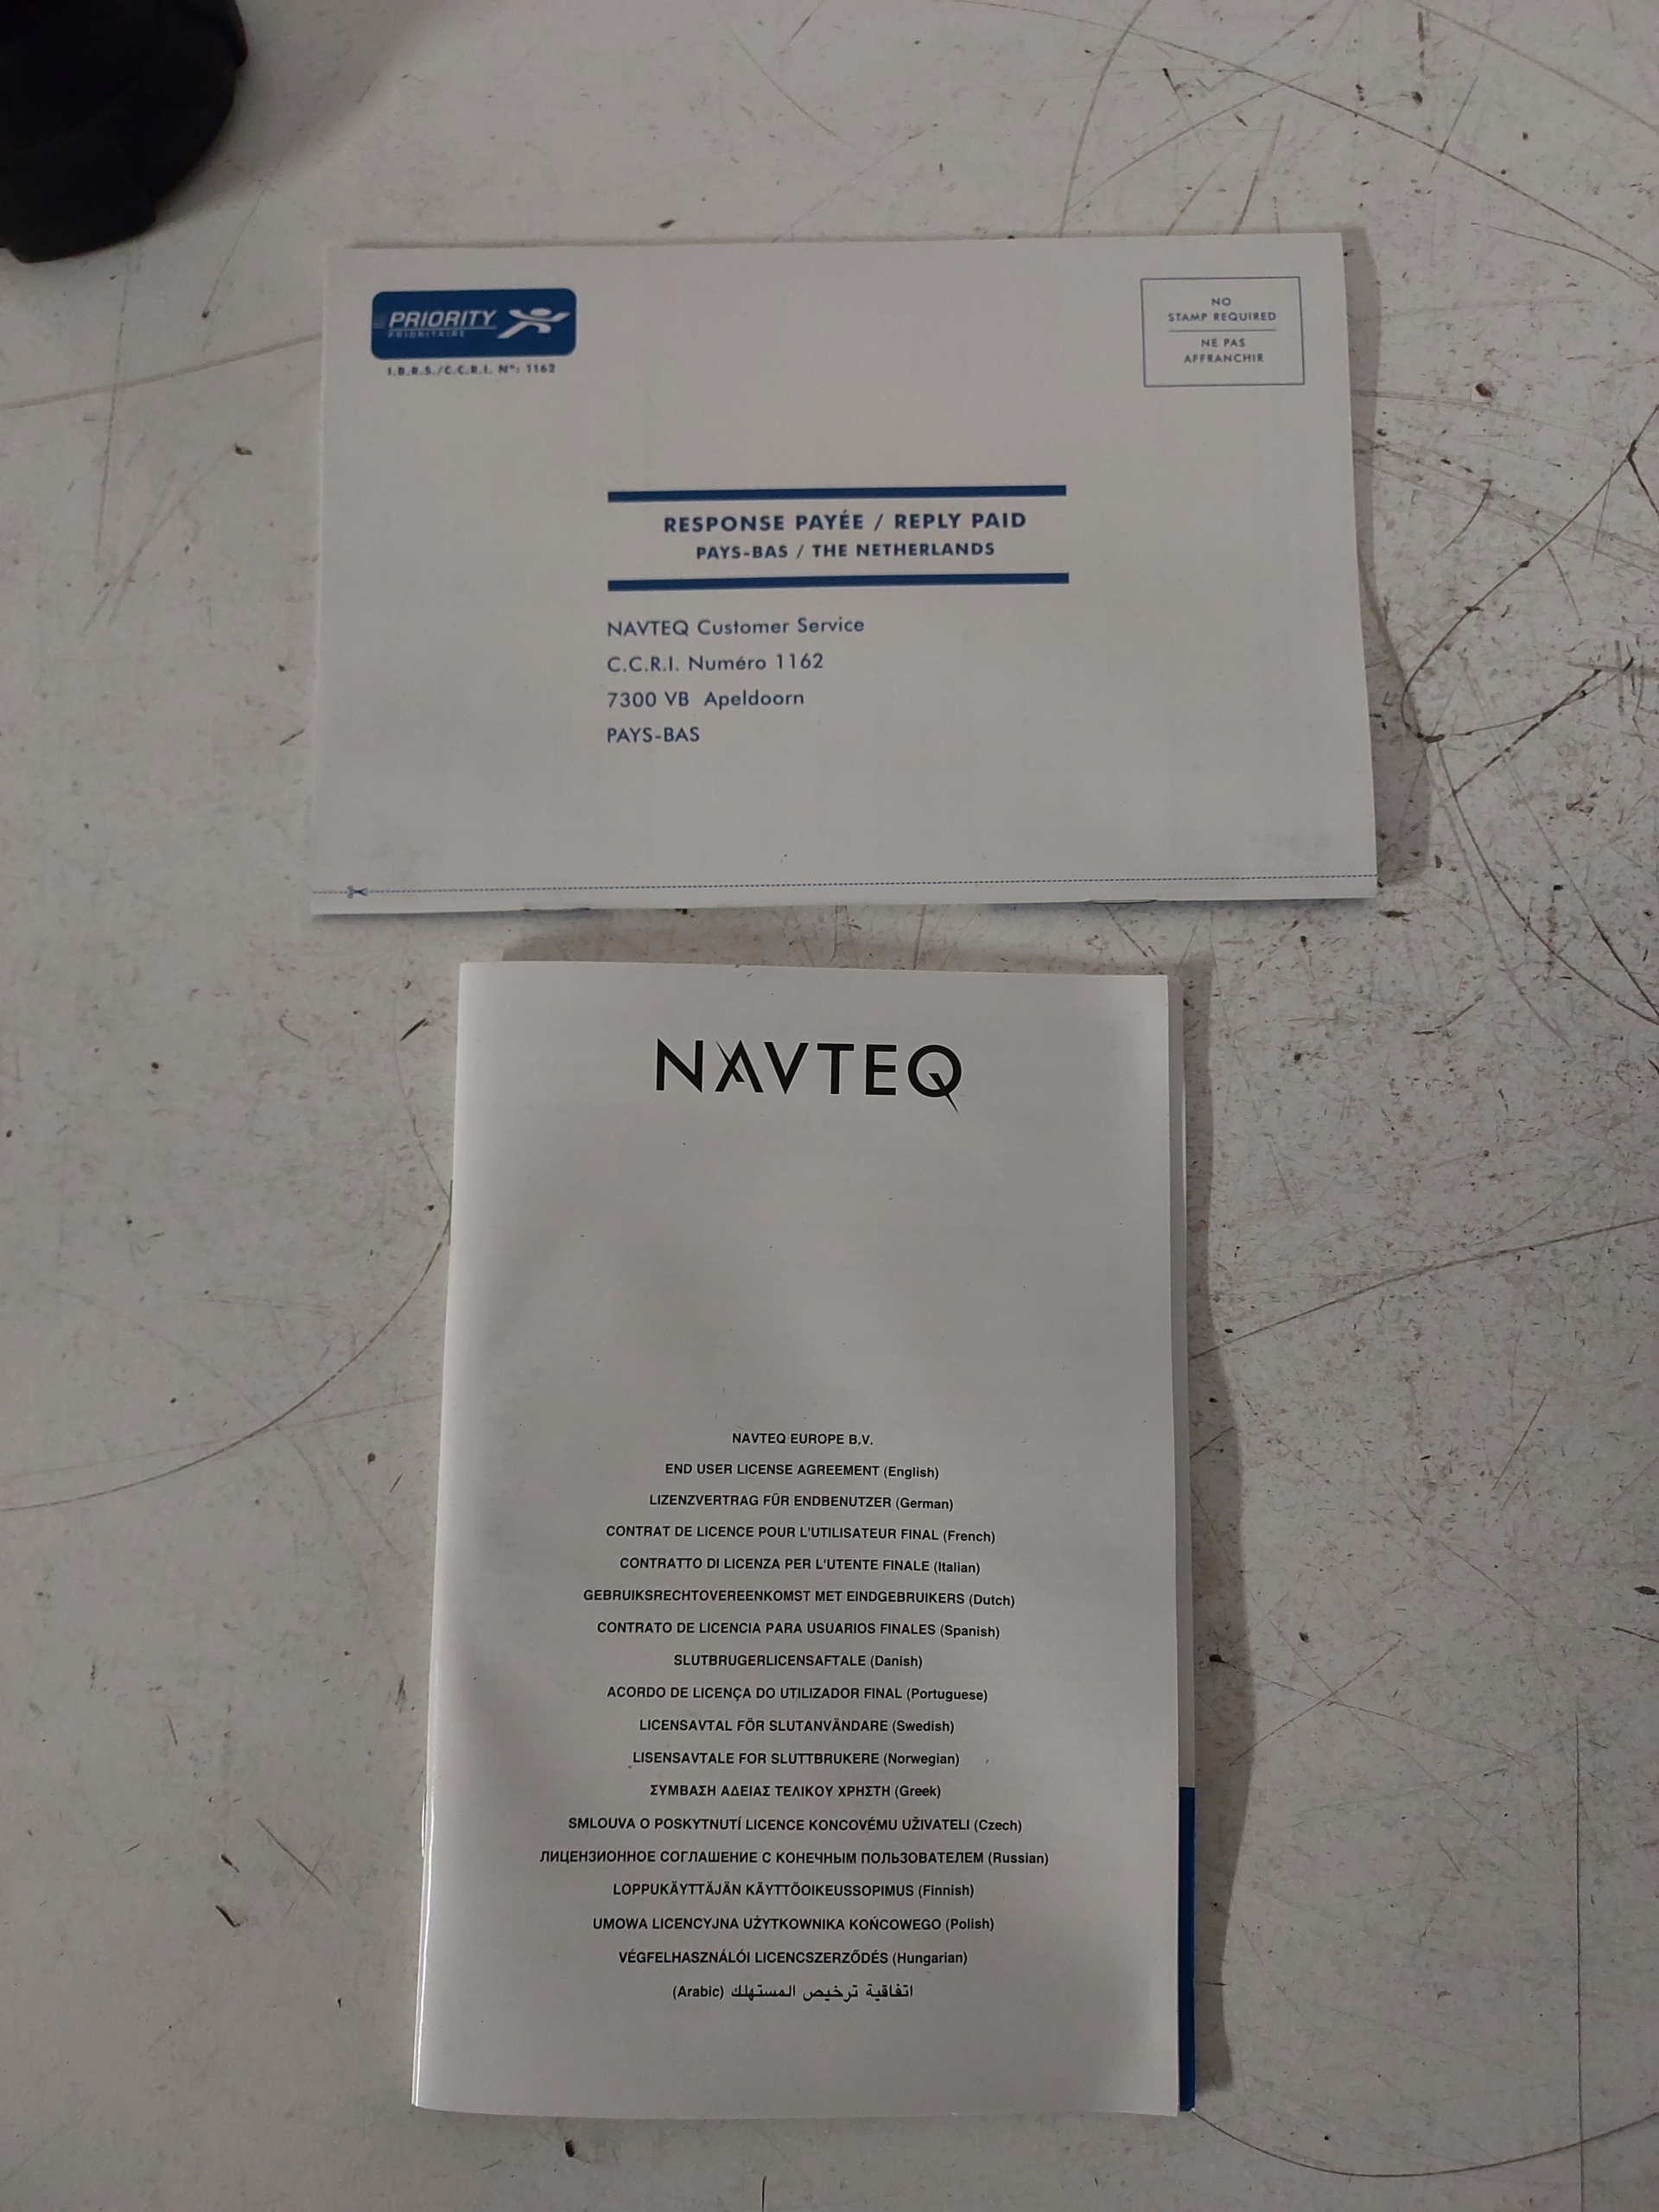 PRIORITY
PRIORITAIRE
I.B.R.S./C.C.R.I. N°: 1162
NO
STAMP REQUIRED
NE PAS
AFFRANCHIR
RESPONSE PAYÉE / REPLY PAID
PAYS-BAS / THE NETHERLANDS
NAVTEQ Customer Service
C.C.R.I. Numéro 1162
7300 VB Apeldoorn
PAYS-BAS
NAVTEQ
NAVTEQ EUROPE B.V.
END USER LICENSE AGREEMENT (English)
LIZENZVERTRAG FÜR ENDBENUTZER (German)
CONTRAT DE LICENCE POUR L'UTILISATEUR FINAL (French)
CONTRATTO DI LICENZA PER L'UTENTE FINALE (Italian)
GEBRUIKSRECHTOVEREENKOMST MET EINDGEBRUIKERS (Dutch)
CONTRATO DE LICENCIA PARA USUARIOS FINALES (Spanish)
SLUTBRUGERLICENSAFTALE (Danish)
ACORDO DE LICENÇA DO UTILIZADOR FINAL (Portuguese)
LICENSAVTAL FÖR SLUTANVÄNDARE (Swedish)
LISENSAVTALE FOR SLUTTBRUKERE (Norwegian)
ΣΥΜΒΑΣΗ ΑΔΕΙΑΣ ΤΕΛΙΚΟΥ ΧΡΗΣΤΗ (Greek)
SMLOUVA O POSKYTNUTÍ LICENCE KONCOVÉMU UŽIVATELI (Czech)
ЛИЦЕНЗИОННОЕ СОГЛАШЕНИЕ С КОНЕЧНЫМ ПОЛЬЗОВАТЕЛЕМ (Russian)
LOPPUKÄYTTÄJÄN KÄYTTÖOIKEUSSOPIMUS (Finnish)
UMOWA LICENCYJNA UŻYTKOWNIKA KOŃCOWEGO (Polish)
VÉGFELHASZNÁLÓI LICENCSZERZŐDÉS (Hungarian)
اتفاقية ترخيص المستهلك (Arabic)